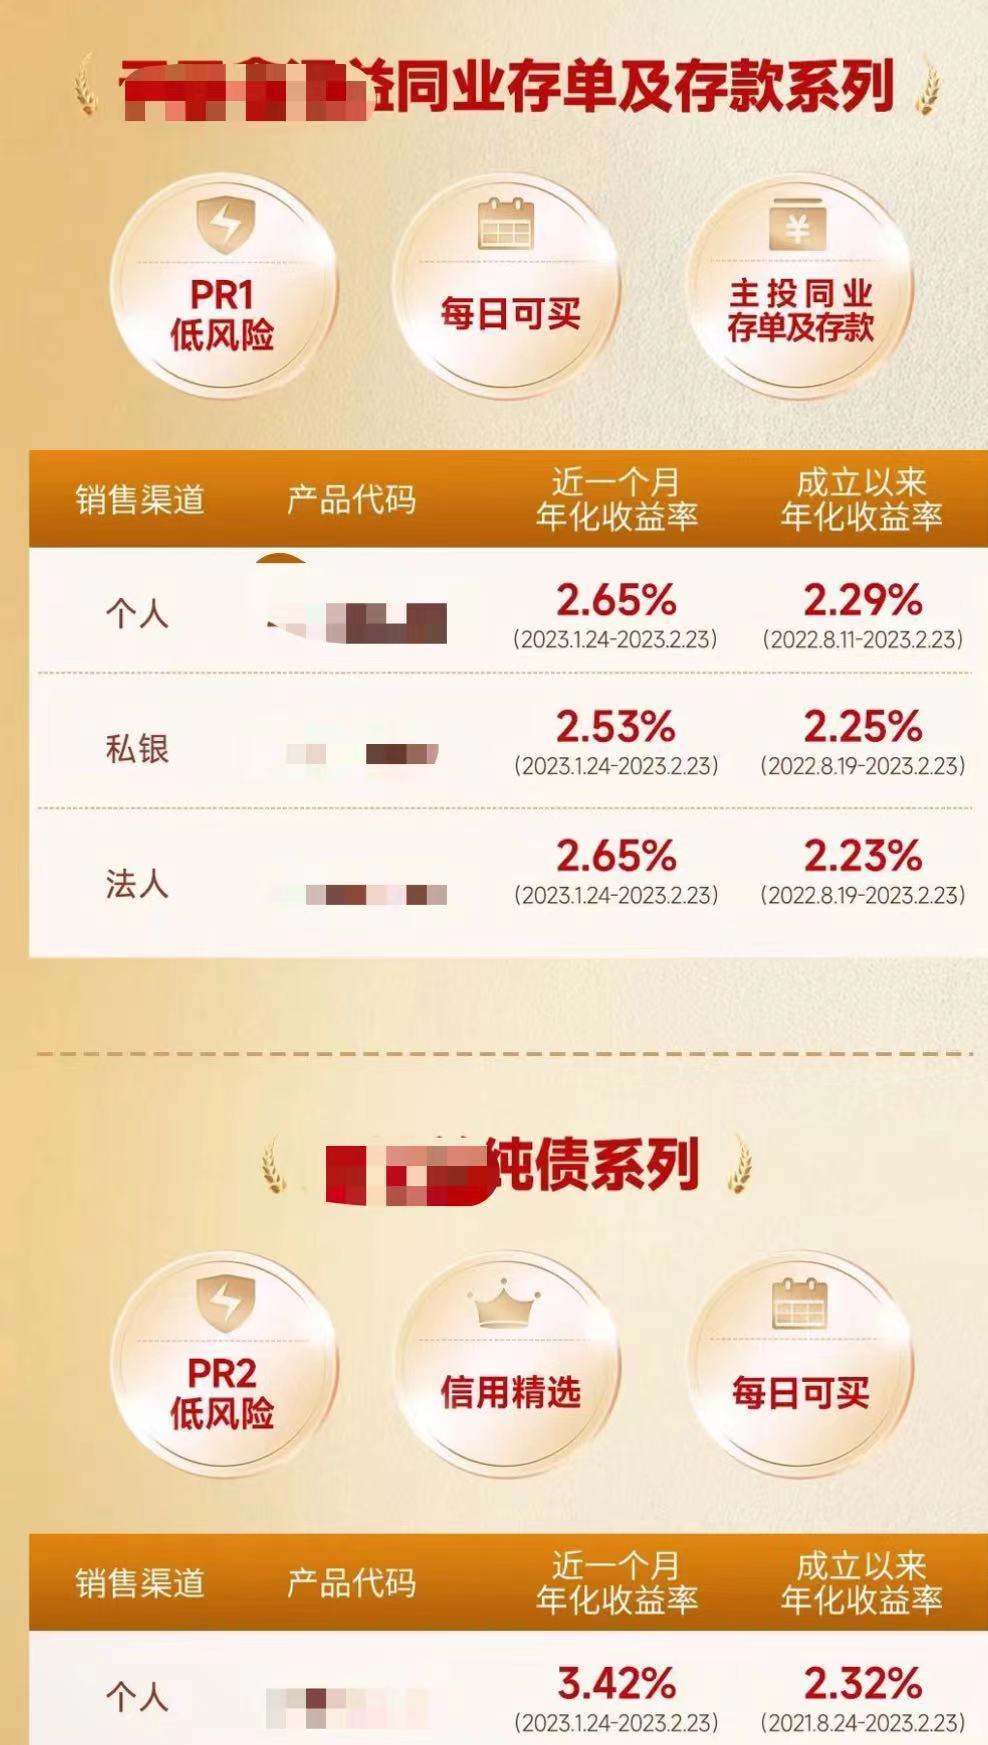 益同业存单及存款系列
PR1
低风险
每日可买
主投同业
存单及存款
销售渠道 产品代码 近一个月 年化收益率 成立以来 年化收益率
个人 2.65% 2.29%
(2023.1.24-2023.2.23) (2022.8.11-2023.2.23)
私银 2.53% 2.25%
(2023.1.24-2023.2.23) (2022.8.19-2023.2.23)
法人 2.65% 2.23%
(2023.1.24-2023.2.23) (2022.8.19-2023.2.23)
纯债系列
PR2
低风险
信用精选
每日可买
销售渠道 产品代码 近一个月 年化收益率 成立以来 年化收益率
个人 3.42% 2.32%
(2023.1.24-2023.2.23) (2021.8.24-2023.2.23)